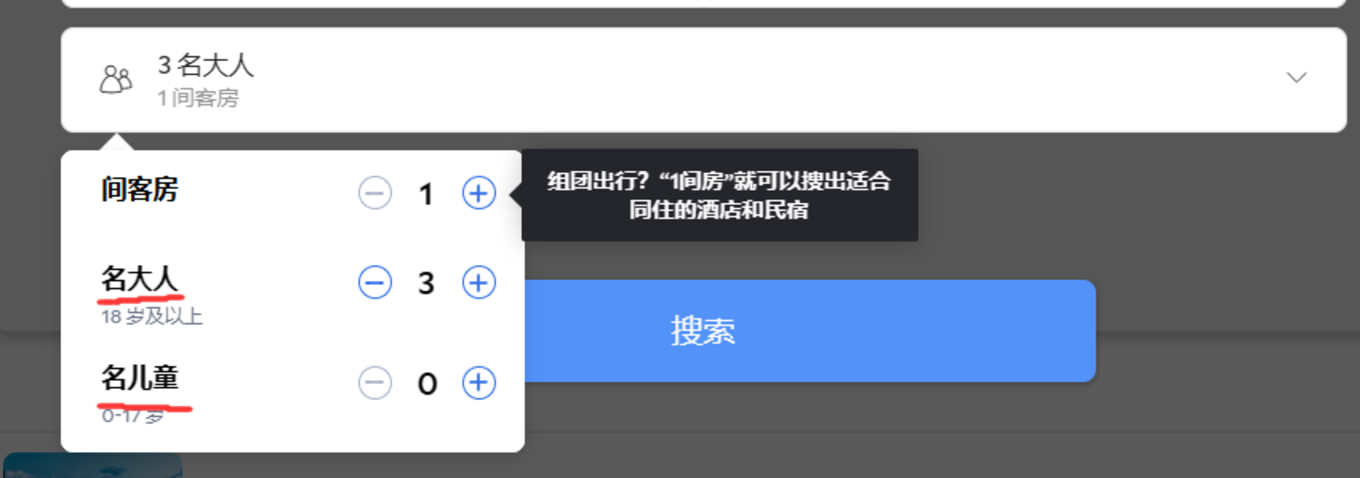 3 名大人
1 间客房
间客房
1
组团出行？“1间房”就可以搜出适合
同住的酒店和民宿
名大人
3
18 岁及以上
搜索
名儿童
0
0-17 岁